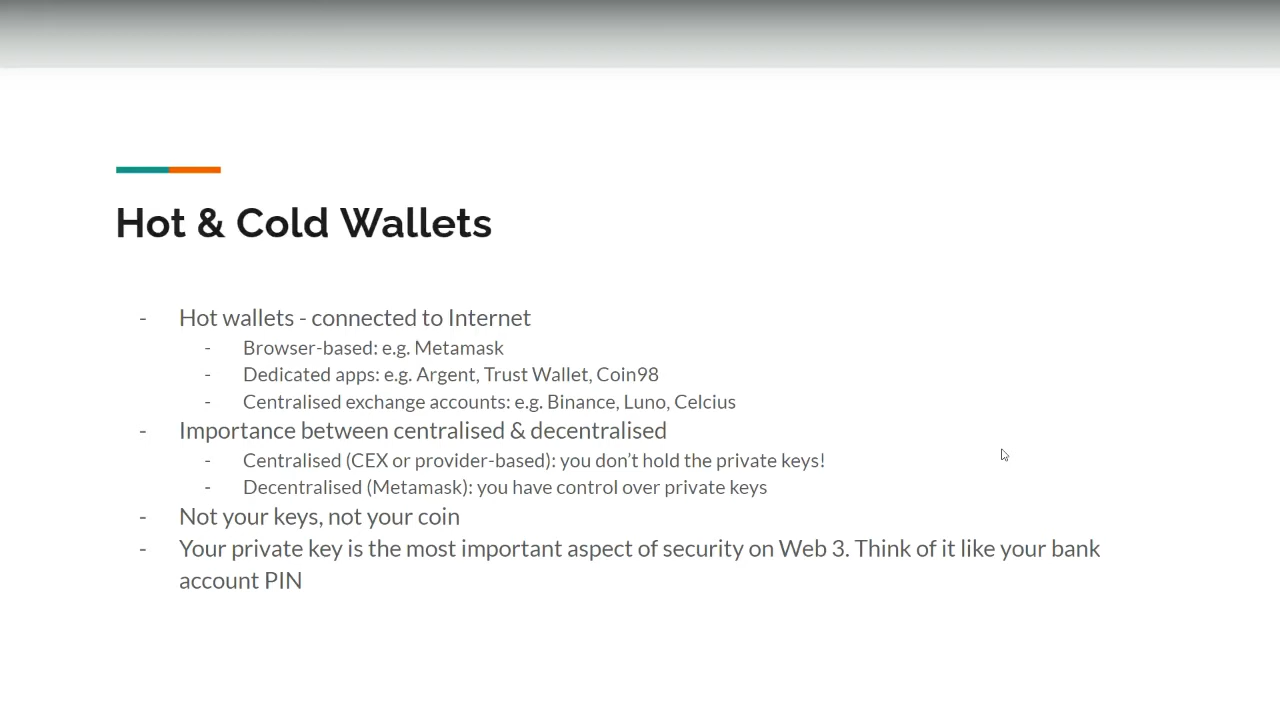 Hot & Cold Wallets
- Hot wallets - connected to Internet
- Browser-based: e.g. Metamask
- Dedicated apps: e.g. Argent, Trust Wallet, Coin98
- Centralised exchange accounts: e.g. Binance, Luno, Celcius
- Importance between centralised & decentralised
- Centralised (CEX or provider-based): you don’t hold the private keys!
- Decentralised (Metamask): you have control over private keys
- Not your keys, not your coin
- Your private key is the most important aspect of security on Web 3. Think of it like your bank
account PIN